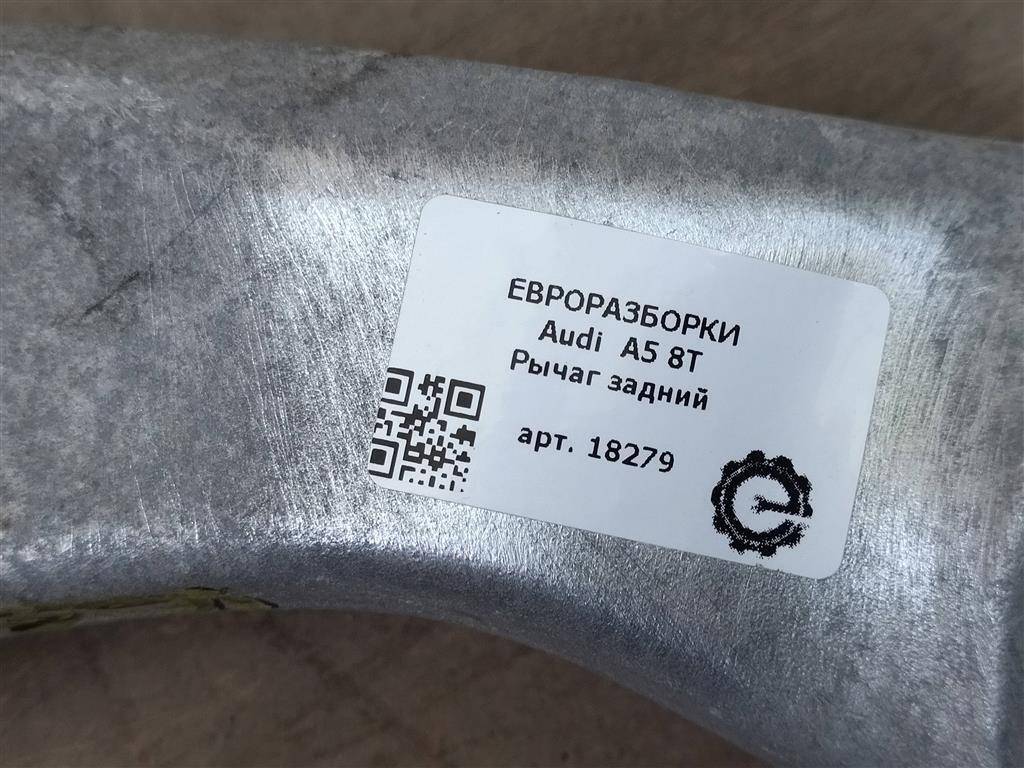 ЕВРОРАЗБОРКИ
Audi A5 8T
Рычаг задний
арт. 18279